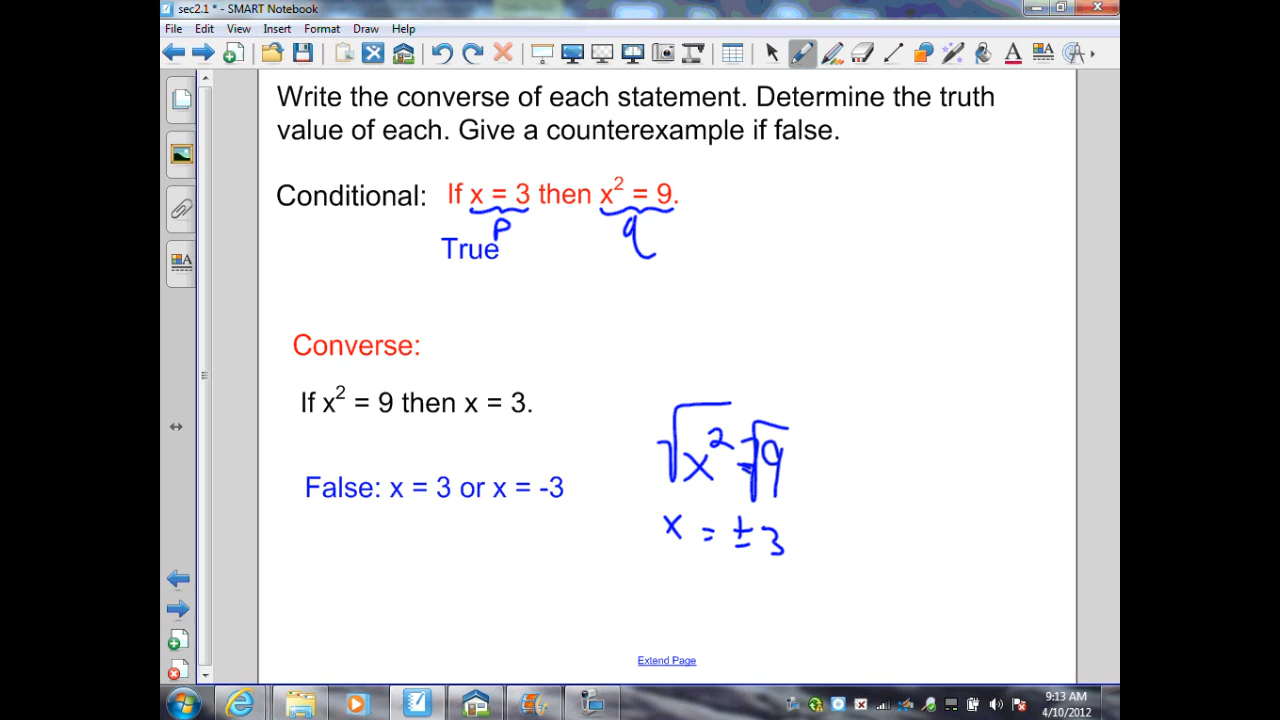 sec2.1 * - SMART Notebook
File Edit View Insert Format Draw Help
Write the converse of each statement. Determine the truth
value of each. Give a counterexample if false.
Conditional: If x = 3 then x² = 9.
p q
True
Converse:
If x² = 9 then x = 3.
√x² = √9
False: x = 3 or x = -3
x = ± 3
Extend Page
9:13 AM
4/10/2012